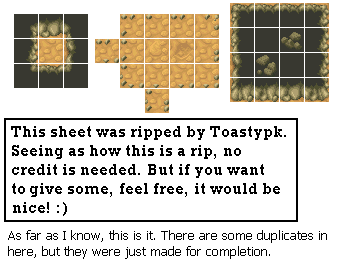 This sheet was ripped by Toastypk.
Seeing as how this is a rip, no
credit is needed. But if you want
to give some, feel free, it would be
nice! :)
As far as I know, this is it. There are some duplicates in
here, but they were just made for completion.